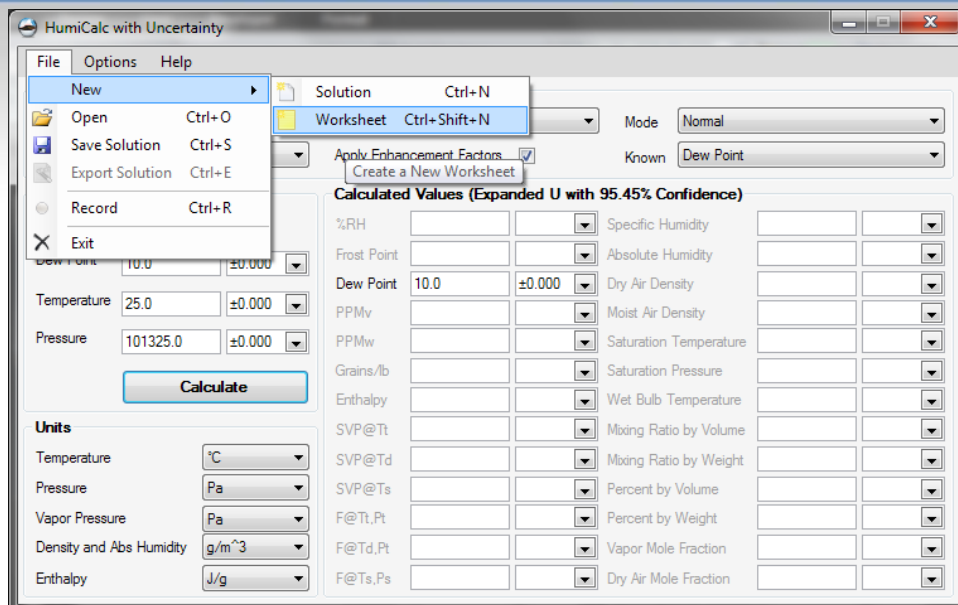 HumiCalc with Uncertainty
File Options Help
New
Open Ctrl+O
Save Solution Ctrl+S
Export Solution Ctrl+E
Record Ctrl+R
Exit
Solution Ctrl+N
Worksheet Ctrl+Shift+N
Create a New Worksheet
Mode Normal
Apply Enhancement Factors Known Dew Point
Dew Point 10.0 ±0.000
Temperature 25.0 ±0.000
Pressure 101325.0 ±0.000
Calculate
Units
Temperature °C
Pressure Pa
Vapor Pressure Pa
Density and Abs Humidity g/m^3
Enthalpy J/g
Calculated Values (Expanded U with 95.45% Confidence)
%RH Specific Humidity
Frost Point Absolute Humidity
Dew Point 10.0 ±0.000 Dry Air Density
PPMv Moist Air Density
PPMw Saturation Temperature
Grains/lb Saturation Pressure
Enthalpy Wet Bulb Temperature
SVP@Tt Mixing Ratio by Volume
SVP@Td Mixing Ratio by Weight
SVP@Ts Percent by Volume
F@Tt,Pt Percent by Weight
F@Td,Pt Vapor Mole Fraction
F@Ts,Ps Dry Air Mole Fraction